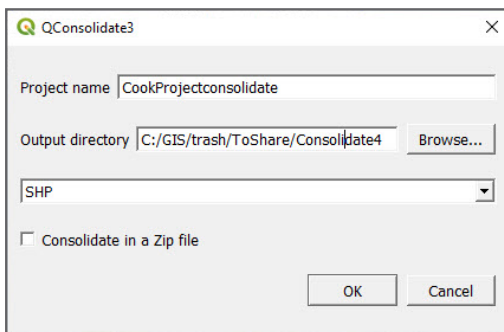 QConsolidate3
Project name CookProjectconsolidate
Output directory C:/GIS/trash/ToShare/Consolidate4 Browse...
SHP
Consolidate in a Zip file
OK Cancel